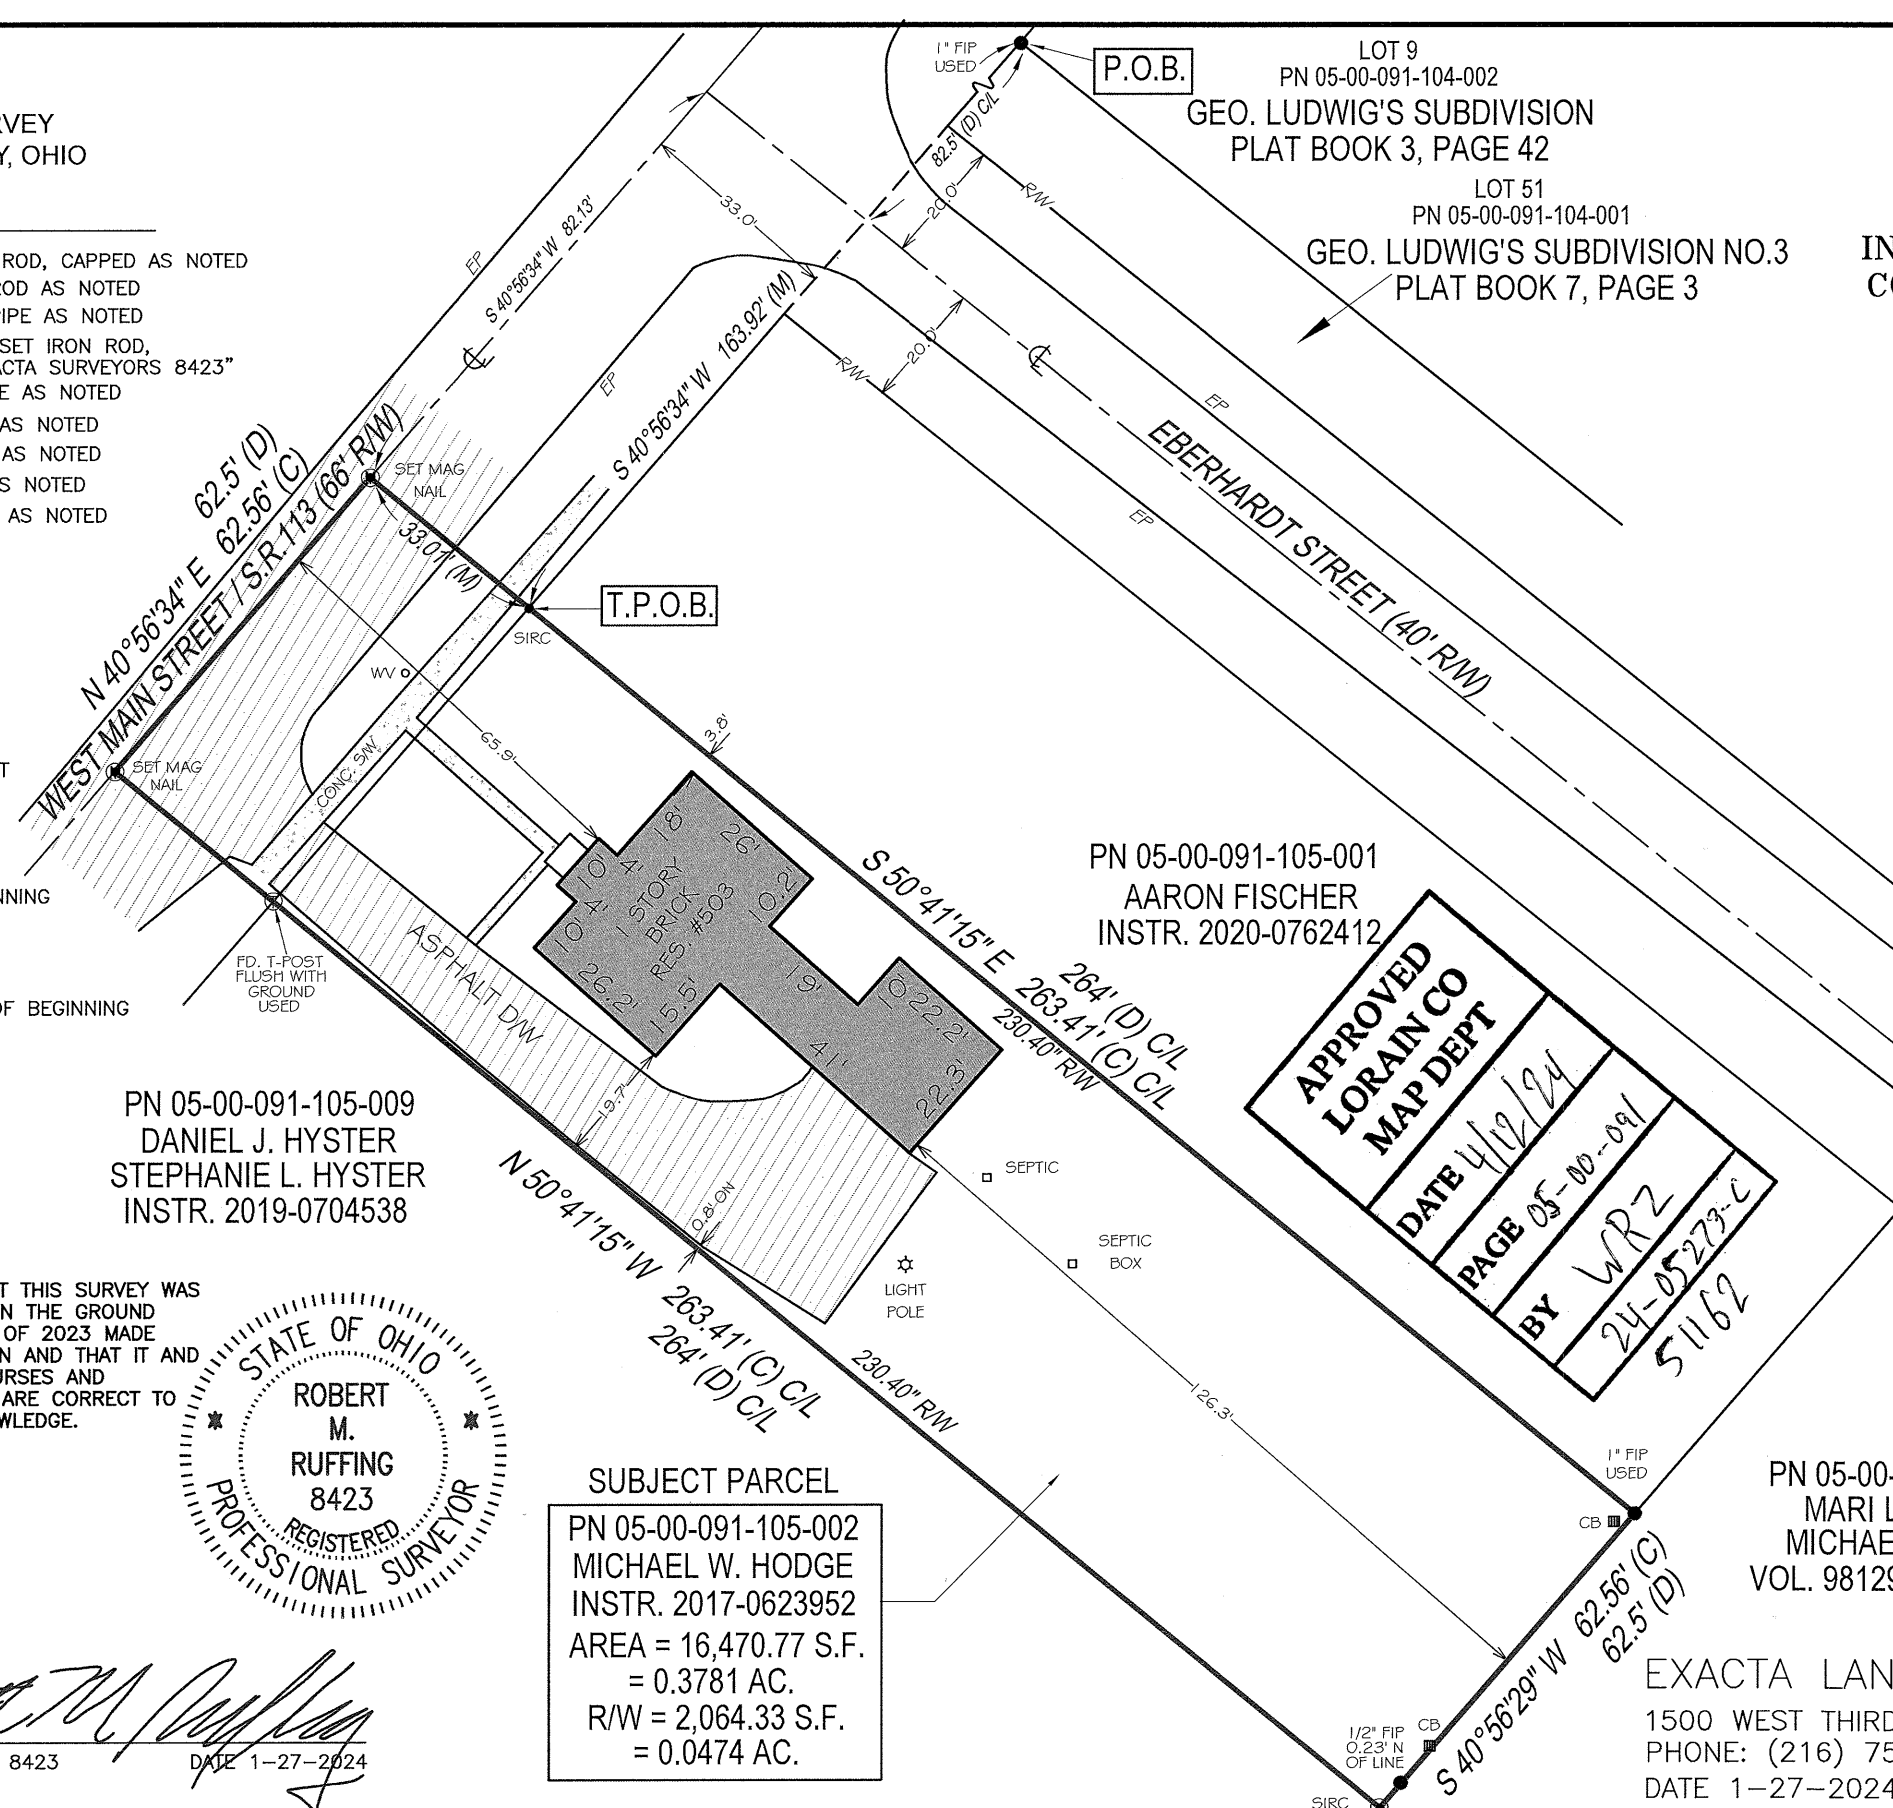 RVEY
Y, OHIO
ROD, CAPPED AS NOTED
ROD AS NOTED
PIPE AS NOTED
SET IRON ROD,
ACTA SURVEYORS 8423"
E AS NOTED
AS NOTED
AS NOTED
S NOTED
AS NOTED
T
NNING
OF BEGINNING
1" FIP
USED
P.O.B.
LOT 9
PN 05-00-091-104-002
GEO. LUDWIG'S SUBDIVISION
PLAT BOOK 3, PAGE 42
LOT 51
PN 05-00-091-104-001
GEO. LUDWIG'S SUBDIVISION NO.3
PLAT BOOK 7, PAGE 3
IN
CO
82.5' (D) C/L
20.0'
R/W
33.0'
S 40°56'34" W 82.13'
EP
EP
S 40°56'34" W 163.92' (M)
R/W
20.0'
EP
EP
EBERHARDT STREET (40' R/W)
62.5' (D)
N 40°56'34" E 62.56' (C)
WEST MAIN STREET / S.R. 113 (66' R/W)
SET MAG
NAIL
33.01' (M)
T.P.O.B.
SIRC
WV
65.9'
3.8'
SET MAG
NAIL
CONC. S/W
ASPHALT D/W
FD. T-POST
FLUSH WITH
GROUND
USED
18'
26'
10'
4'
1 STORY
BRICK
RES. #503
10.2'
4'
10'
26.2'
15.5'
19'
10'
22.2'
41'
22.3'
19.7'
0.8' ON
S 50°41'15" E
264' (D) C/L
263.41' (C) C/L
230.40" R/W
PN 05-00-091-105-001
AARON FISCHER
INSTR. 2020-0762412
APPROVED
LORAIN CO
MAP DEPT
DATE 4/12/24
PAGE 05-00-091
BY WRZ
24-05273-C
51162
PN 05-00-091-105-009
DANIEL J. HYSTER
STEPHANIE L. HYSTER
INSTR. 2019-0704538
N 50°41'15" W
263.41' (C) C/L
264' (D) C/L
230.40" R/W
SEPTIC
SEPTIC
BOX
LIGHT
POLE
126.3'
T THIS SURVEY WAS
N THE GROUND
OF 2023 MADE
N AND THAT IT AND
URSES AND
ARE CORRECT TO
WLEDGE.
STATE OF OHIO
ROBERT
M.
RUFFING
8423
REGISTERED
PROFESSIONAL SURVEYOR
8423 DATE 1-27-2024
SUBJECT PARCEL
PN 05-00-091-105-002
MICHAEL W. HODGE
INSTR. 2017-0623952
AREA = 16,470.77 S.F.
= 0.3781 AC.
R/W = 2,064.33 S.F.
= 0.0474 AC.
1" FIP
USED
CB
S 40°56'29" W 62.56' (C)
62.5' (D)
1/2" FIP
0.23' N
OF LINE
CB
SIRC
PN 05-00-
MARI L
MICHAE
VOL. 98129
EXACTA LAN
1500 WEST THIRD
PHONE: (216) 75
DATE 1-27-2024